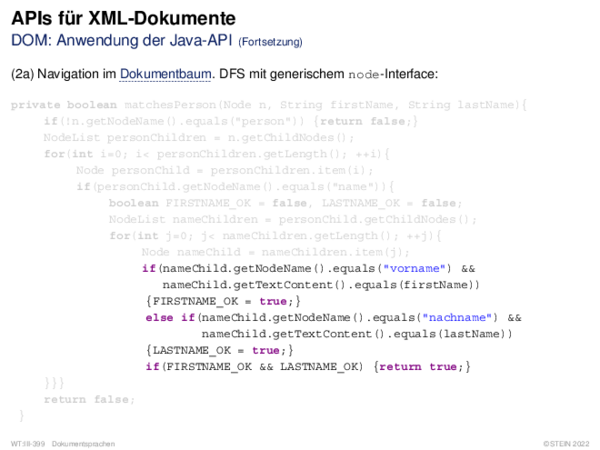 APIs für XML-Dokumente
DOM: Anwendung der Java-API (Fortsetzung)
(2a) Navigation im Dokumentbaum. DFS mit generischem node-Interface:
private boolean matchesPerson(Node n, String firstName, String lastName){
if(!n.getNodeName().equals("person")) {return false;}
NodeList personChildren = n.getChildNodes();
for(int i=0; i< personChildren.getLength(); ++i){
Node personChild = personChildren.item(i);
if(personChild.getNodeName().equals("name")){
boolean FIRSTNAME_OK = false, LASTNAME_OK = false;
NodeList nameChildren = personChild.getChildNodes();
for(int j=0; j< nameChildren.getLength(); ++j){
Node nameChild = nameChildren.item(j);
if(nameChild.getNodeName().equals("vorname") &&
nameChild.getTextContent().equals(firstName))
{FIRSTNAME_OK = true;}
else if(nameChild.getNodeName().equals("nachname") &&
nameChild.getTextContent().equals(lastName))
{LASTNAME_OK = true;}
if(FIRSTNAME_OK && LASTNAME_OK) {return true;}
}}}
return false;
}
WT:III-399 Dokumentsprachen ©STEIN 2022